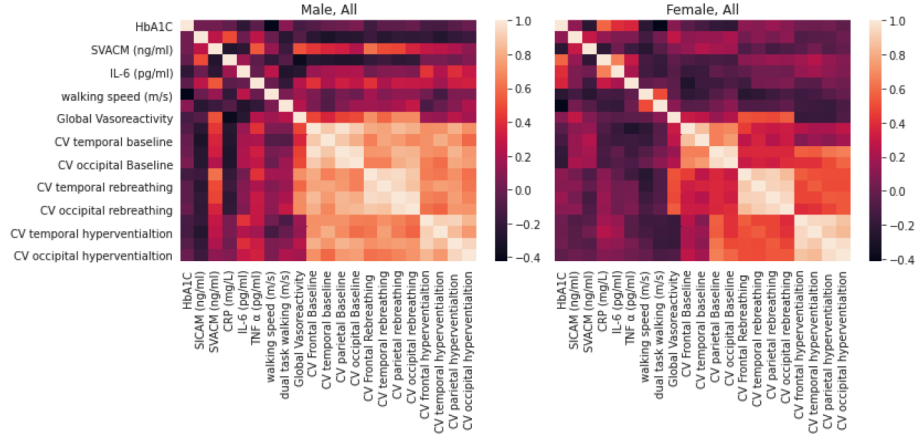 Male, All
Female, All
HbA1C
SVACM (ng/ml)
IL-6 (pg/ml)
walking speed (m/s)
Global Vasoreactivity
CV temporal baseline
CV occipital Baseline
CV temporal rebreathing
CV occipital rebreathing
CV temporal hyperventialtion
CV occipital hyperventialtion
1.0
0.8
0.6
0.4
0.2
0.0
−0.2
−0.4
1.0
0.8
0.6
0.4
0.2
0.0
−0.2
−0.4
HbA1C
SICAM (ng/ml)
SVACM (ng/ml)
CRP (mg/L)
IL-6 (pg/ml)
TNF α (pg/ml)
walking speed (m/s)
dual task walking (m/s)
Global Vasoreactivity
CV Frontal Baseline
CV temporal baseline
CV parietal Baseline
CV occipital Baseline
CV Frontal Rebreathing
CV temporal rebreathing
CV parietal rebreathing
CV occipital rebreathing
CV frontal hyperventialtion
CV temporal hyperventialtion
CV parietal hyperventialtion
CV occipital hyperventialtion
HbA1C
SICAM (ng/ml)
SVACM (ng/ml)
CRP (mg/L)
IL-6 (pg/ml)
TNF α (pg/ml)
walking speed (m/s)
dual task walking (m/s)
Global Vasoreactivity
CV Frontal Baseline
CV temporal baseline
CV parietal Baseline
CV occipital Baseline
CV Frontal Rebreathing
CV temporal rebreathing
CV parietal rebreathing
CV occipital rebreathing
CV frontal hyperventialtion
CV temporal hyperventialtion
CV parietal hyperventialtion
CV occipital hyperventialtion